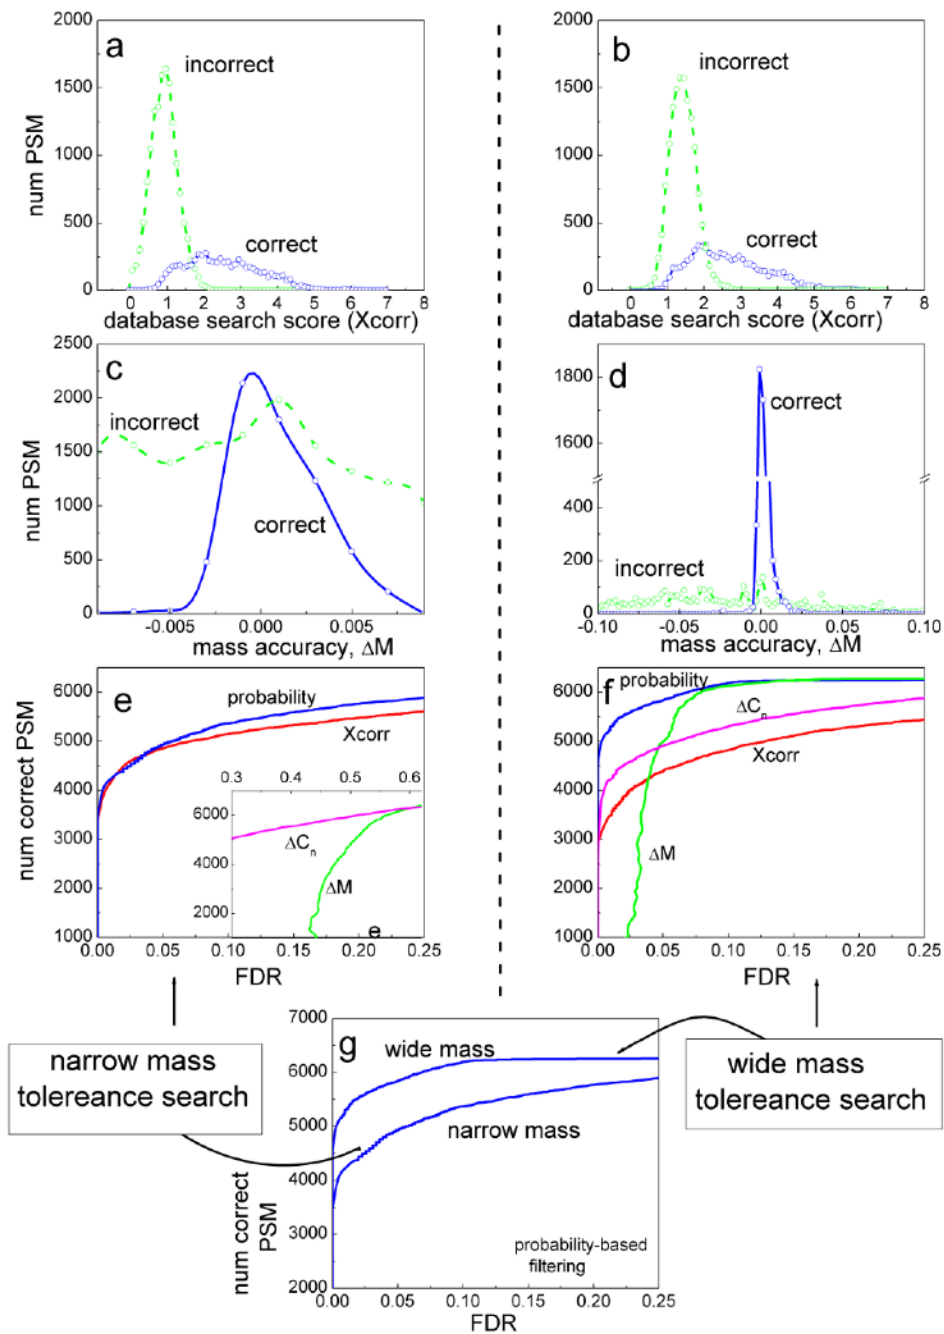 a
incorrect
correct
num PSM
2000
1500
1000
500
0
0 1 2 3 4 5 6 7 8
database search score (Xcorr)
b
incorrect
correct
2000
1500
1000
500
0
0 1 2 3 4 5 6 7 8
database search score (Xcorr)
c
incorrect
correct
num PSM
2500
2000
1500
1000
500
0
-0.005 0.000 0.005
mass accuracy, ΔM
d
correct
incorrect
1800
1600
400
200
0
-0.10 -0.05 0.00 0.05 0.10
mass accuracy, ΔM
e
probability
Xcorr
num correct PSM
6000
5000
4000
3000
2000
1000
0.3 0.4 0.5 0.6
6000
4000
2000
ΔCn
ΔM
e
0.00 0.05 0.10 0.15 0.20 0.25
FDR
f
probability
ΔCn
Xcorr
ΔM
6000
5000
4000
3000
2000
1000
0.00 0.05 0.10 0.15 0.20 0.25
FDR
narrow mass
tolereance search
wide mass
tolereance search
g
wide mass
narrow mass
num correct
PSM
7000
6000
5000
4000
3000
2000
probability-based
filtering
0.00 0.05 0.10 0.15 0.20 0.25
FDR